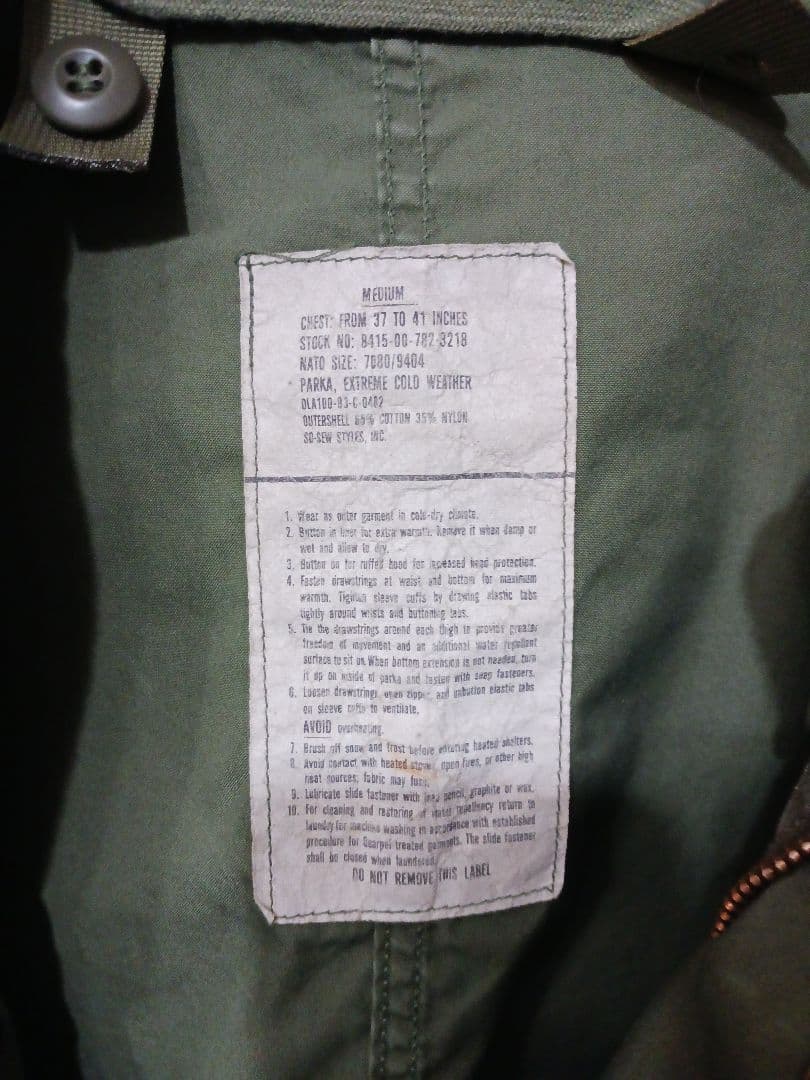 MEDIUM
CHEST: FROM 37 TO 41 INCHES
STOCK NO: 8415-00-782-3218
NATO SIZE: 7080/9404
PARKA, EXTREME COLD WEATHER
DLA100-83-C-0482
OUTERSHELL 65% COTTON 35% NYLON
SO-SEW STYLES, INC.
1. Wear as outer garment in cold-dry climate.
2. Button in liner for extra warmth. Remove it when damp or
wet and allow to dry.
3. Button on fur ruffed hood for increased head protection.
4. Fasten drawstrings at waist and bottom for maximum
warmth. Tighten sleeve cuffs by drawing elastic tabs
tightly around wrists and buttoning tabs.
5. Tie the drawstrings around each thigh to provide greater
freedom of movement and an additional water repellent
surface to sit on. When bottom extension is not needed, turn
it up on inside of parka and fasten with snap fasteners.
6. Loosen drawstrings, open zipper, and unbutton elastic tabs
on sleeve cuffs to ventilate.
AVOID overheating.
7. Brush off snow and frost before entering heated shelters.
8. Avoid contact with heated stove, open fires, or other high
heat sources; fabric may fuse.
9. Lubricate slide fastener with lead pencil, graphite or wax.
10. For cleaning and restoring of water repellency return to
laundry for machine washing in accordance with established
procedure for Quarpel treated garments. The slide fastener
shall be closed when laundered.
DO NOT REMOVE THIS LABEL